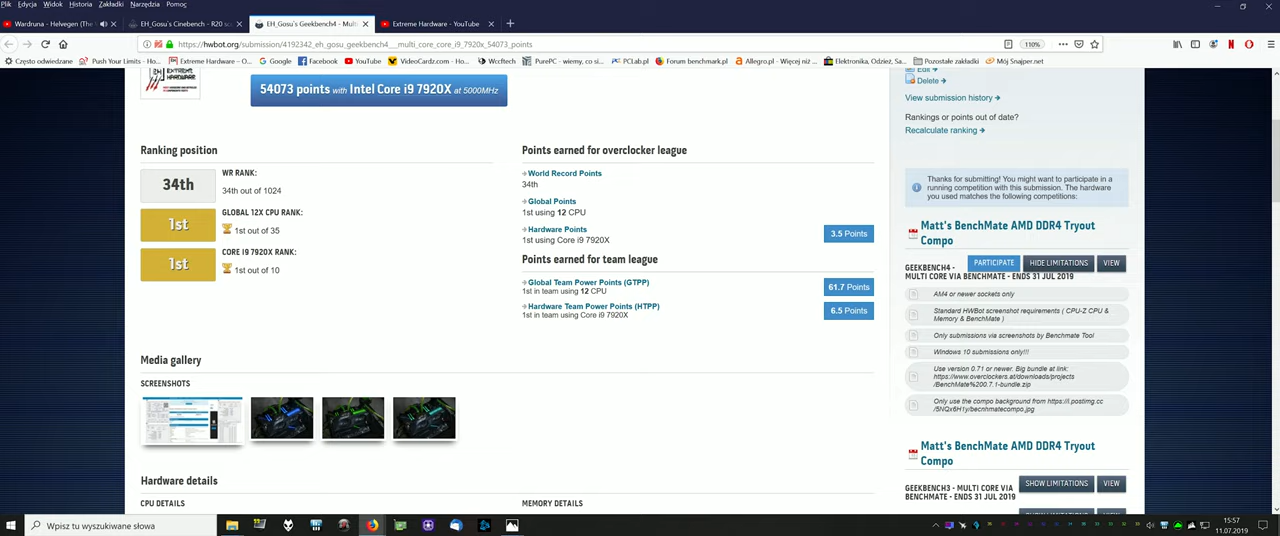 Plik Edycja Widok Historia Zakładki Narzędzia Pomoc
Wardruna - Helvegen (The
EH_Gosu's Cinebench - R20 sc
EH_Gosu's Geekbench4 - Multi
Extreme Hardware - YouTube
https://hwbot.org/submission/4192342_eh_gosu_geekbench4__multi_core_core_i9_7920x_54073_points
110%
Często odwiedzane
Push Your Limits - Ho
Extreme Hardware – O
Google
Facebook
YouTube
VideoCardz.com - Ho
Wccftech
PurePC - wiemy, co si
PCLab.pl
Forum benchmark.pl
Allegro.pl - Więcej niż
Elektronika, Odzież, Sa
Pozostałe zakładki
Mój Snajper.net
EXTREME
HARDWARE
54073 points with Intel Core i9 7920X at 5000MHz
Ranking position
34th
WR RANK:
34th out of 1024
1st
GLOBAL 12X CPU RANK:
1st out of 35
1st
CORE I9 7920X RANK:
1st out of 10
Points earned for overclocker league
World Record Points
34th
Global Points
1st using 12 CPU
Hardware Points
1st using Core i9 7920X
3.5 Points
Points earned for team league
Global Team Power Points (GTPP)
1st in team using 12 CPU
61.7 Points
Hardware Team Power Points (HTPP)
1st in team using Core i9 7920X
6.5 Points
Media gallery
SCREENSHOTS
Hardware details
CPU DETAILS
MEMORY DETAILS
Edit
Delete
View submission history
Rankings or points out of date?
Recalculate ranking
Thanks for submitting! You might want to participate in a
running competition with this submission. The hardware
you used matches the following competitions:
Matt's BenchMate AMD DDR4 Tryout
Compo
PARTICIPATE HIDE LIMITATIONS VIEW
GEEKBENCH4 -
MULTI CORE VIA BENCHMATE - ENDS 31 JUL 2019
AM4 or newer sockets only
Standard HWBot screenshot requirements ( CPU-Z CPU &
Memory & BenchMate )
Only submissions via screenshots by Benchmate Tool
Windows 10 submissions only!!!
Use version 0.71 or newer. Big bundle at link:
https://www.overclockers.at/downloads/projects
/BenchMate%200.7.1-bundle.zip
Only use the compo background from https://i.postimg.cc
/5NQx6H1y/becnhmatecompo.jpg
Matt's BenchMate AMD DDR4 Tryout
Compo
SHOW LIMITATIONS VIEW
GEEKBENCH3 - MULTI CORE VIA
BENCHMATE - ENDS 31 JUL 2019
Wpisz tu wyszukiwane słowa
15:57
11.07.2019